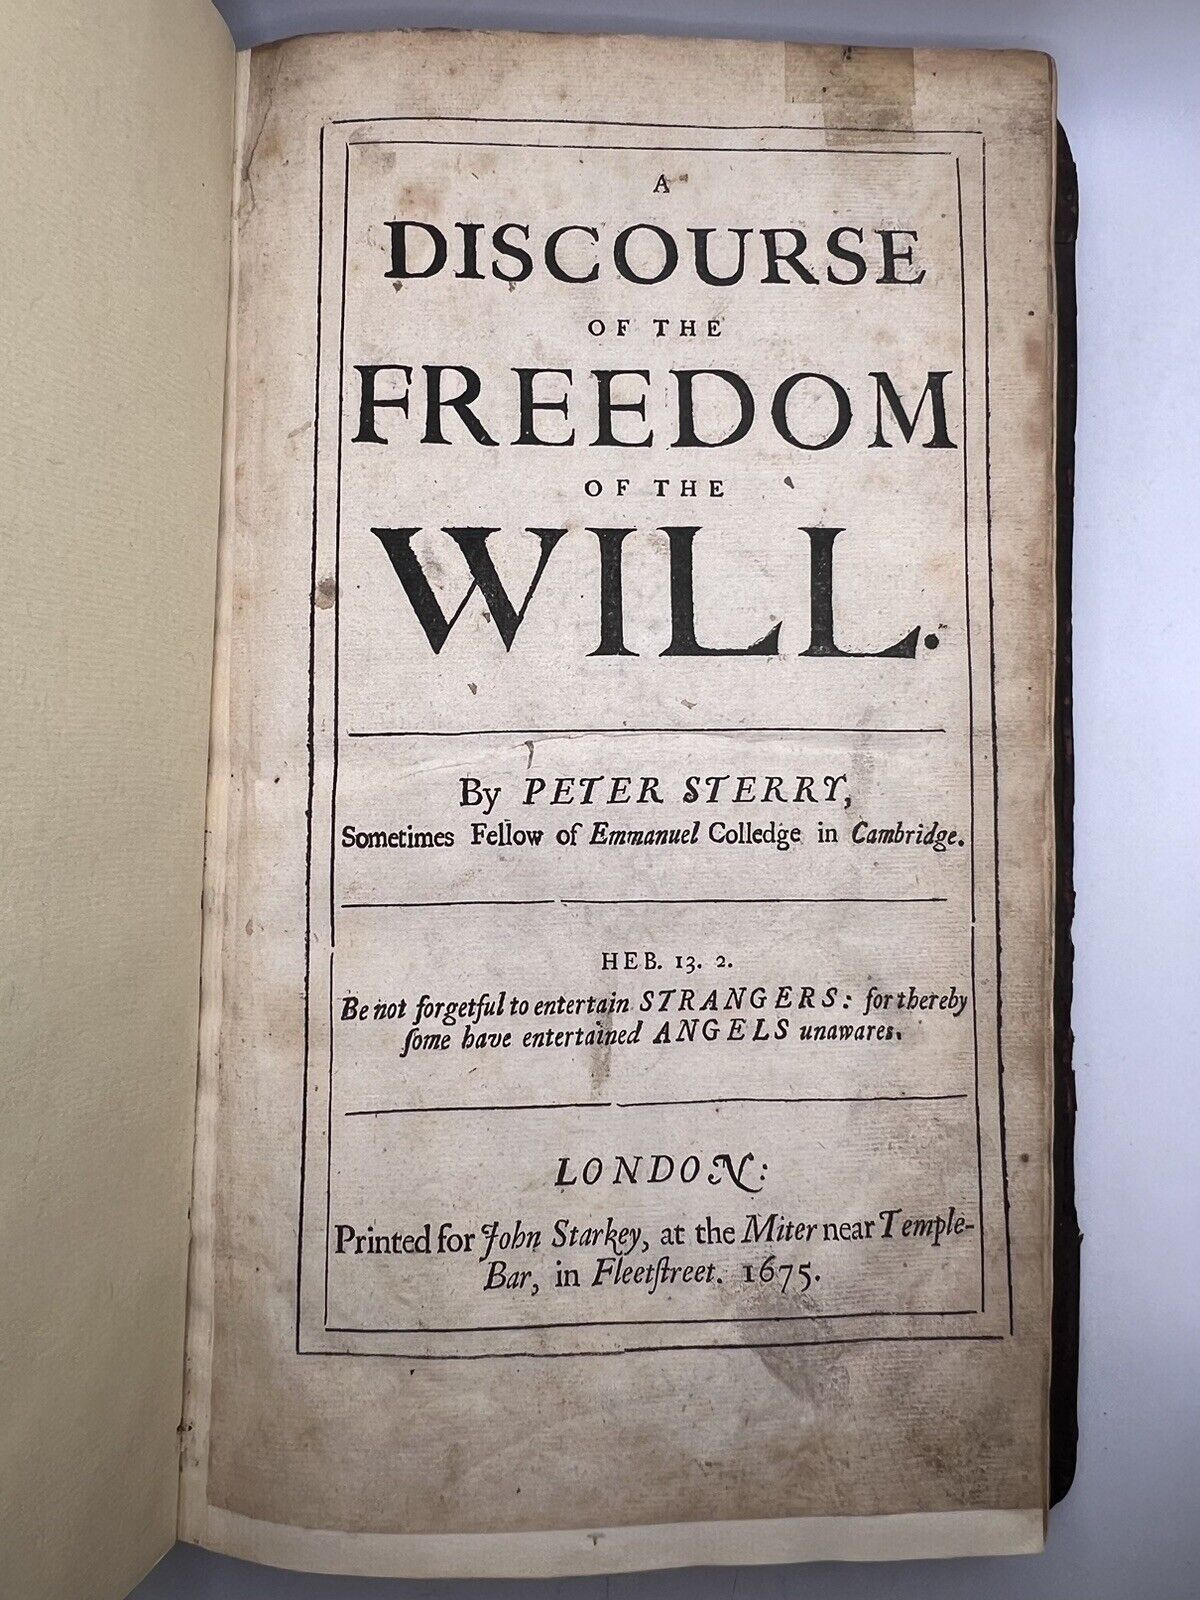 A
DISCOURSE
OF THE
FREEDOM
OF THE
WILL.
By PETER STERRY,
Sometimes Fellow of Emmanuel Colledge in Cambridge.
HEB. 13. 2.
Be not forgetful to entertain STRANGERS: for thereby
ſome have entertained ANGELS unawares.
LONDON:
Printed for John Starkey, at the Miter near Temple-
Bar, in Fleetſtreet. 1675.